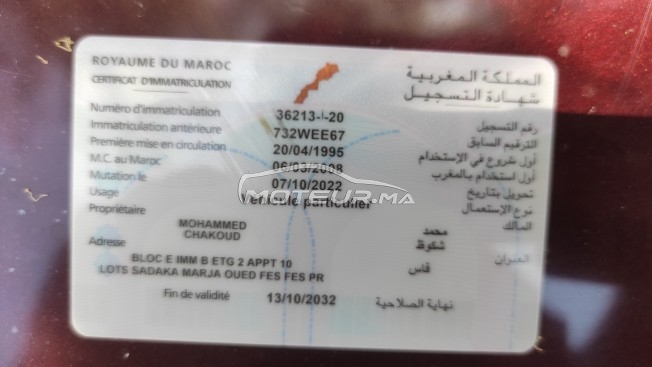 ROYAUME DU MAROC المملكة المغربية
CERTIFICAT D'IMMATRICULATION شهادة التسجيل
Numéro d'immatriculation 36213-أ-20 رقم التسجيل
Immatriculation antérieure 732WEE67 الترقيم السابق
Première mise en circulation 20/04/1995 أول شروع في الإستخدام
M.C. au Maroc 06/03/2008 أول استخدام بالمغرب
Mutation le 07/10/2022 تحويل بتاريخ
Usage Véhicule particulier نوع الإستعمال
MOTEUR.MA
Propriétaire المالك
MOHAMMED محمد
CHAKOUD شكوظ
Adresse العنوان
BLOC E IMM B ETG 2 APPT 10 فاس
LOTS SADAKA MARJA OUED FES FES PR
Fin de validité 13/10/2032 نهاية الصلاحية